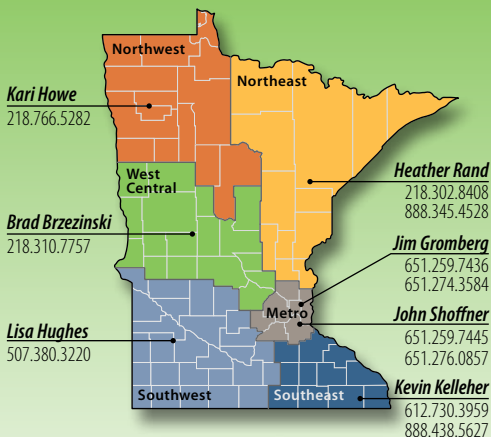 Northwest
Northeast
Kari Howe
218.766.5282
West
Central
Heather Rand
218.302.8408
888.345.4528
Brad Brzezinski
218.310.7757
Jim Gromberg
651.259.7436
651.274.3584
Metro
John Shoffner
651.259.7445
651.276.0857
Lisa Hughes
507.380.3220
Southwest
Southeast
Kevin Kelleher
612.730.3959
888.438.5627